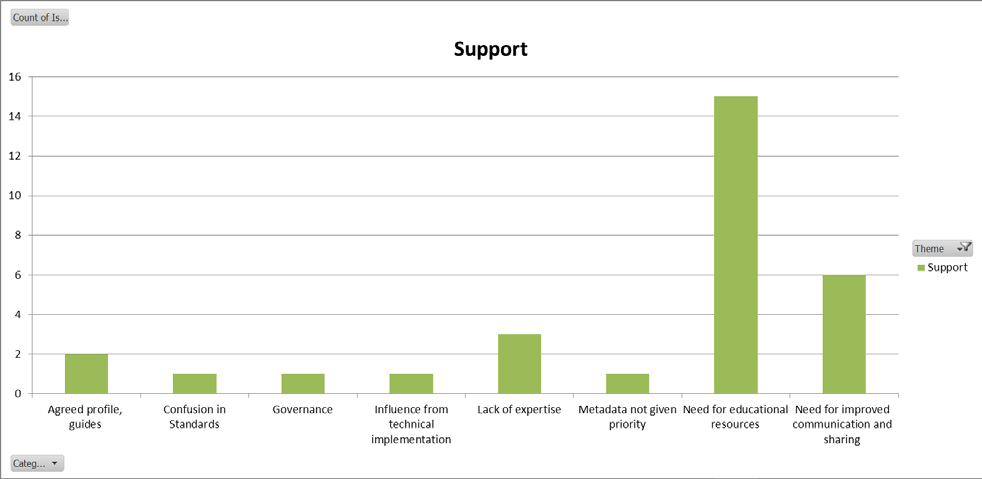 Count of Is...
Support
16
14
12
10
8
6
4
2
0
Agreed profile,
guides
Confusion in
Standards
Governance
Influence from
technical
implementation
Lack of expertise
Metadata not given
priority
Need for educational
resources
Need for improved
communication and
sharing
Theme
Support
Categ...